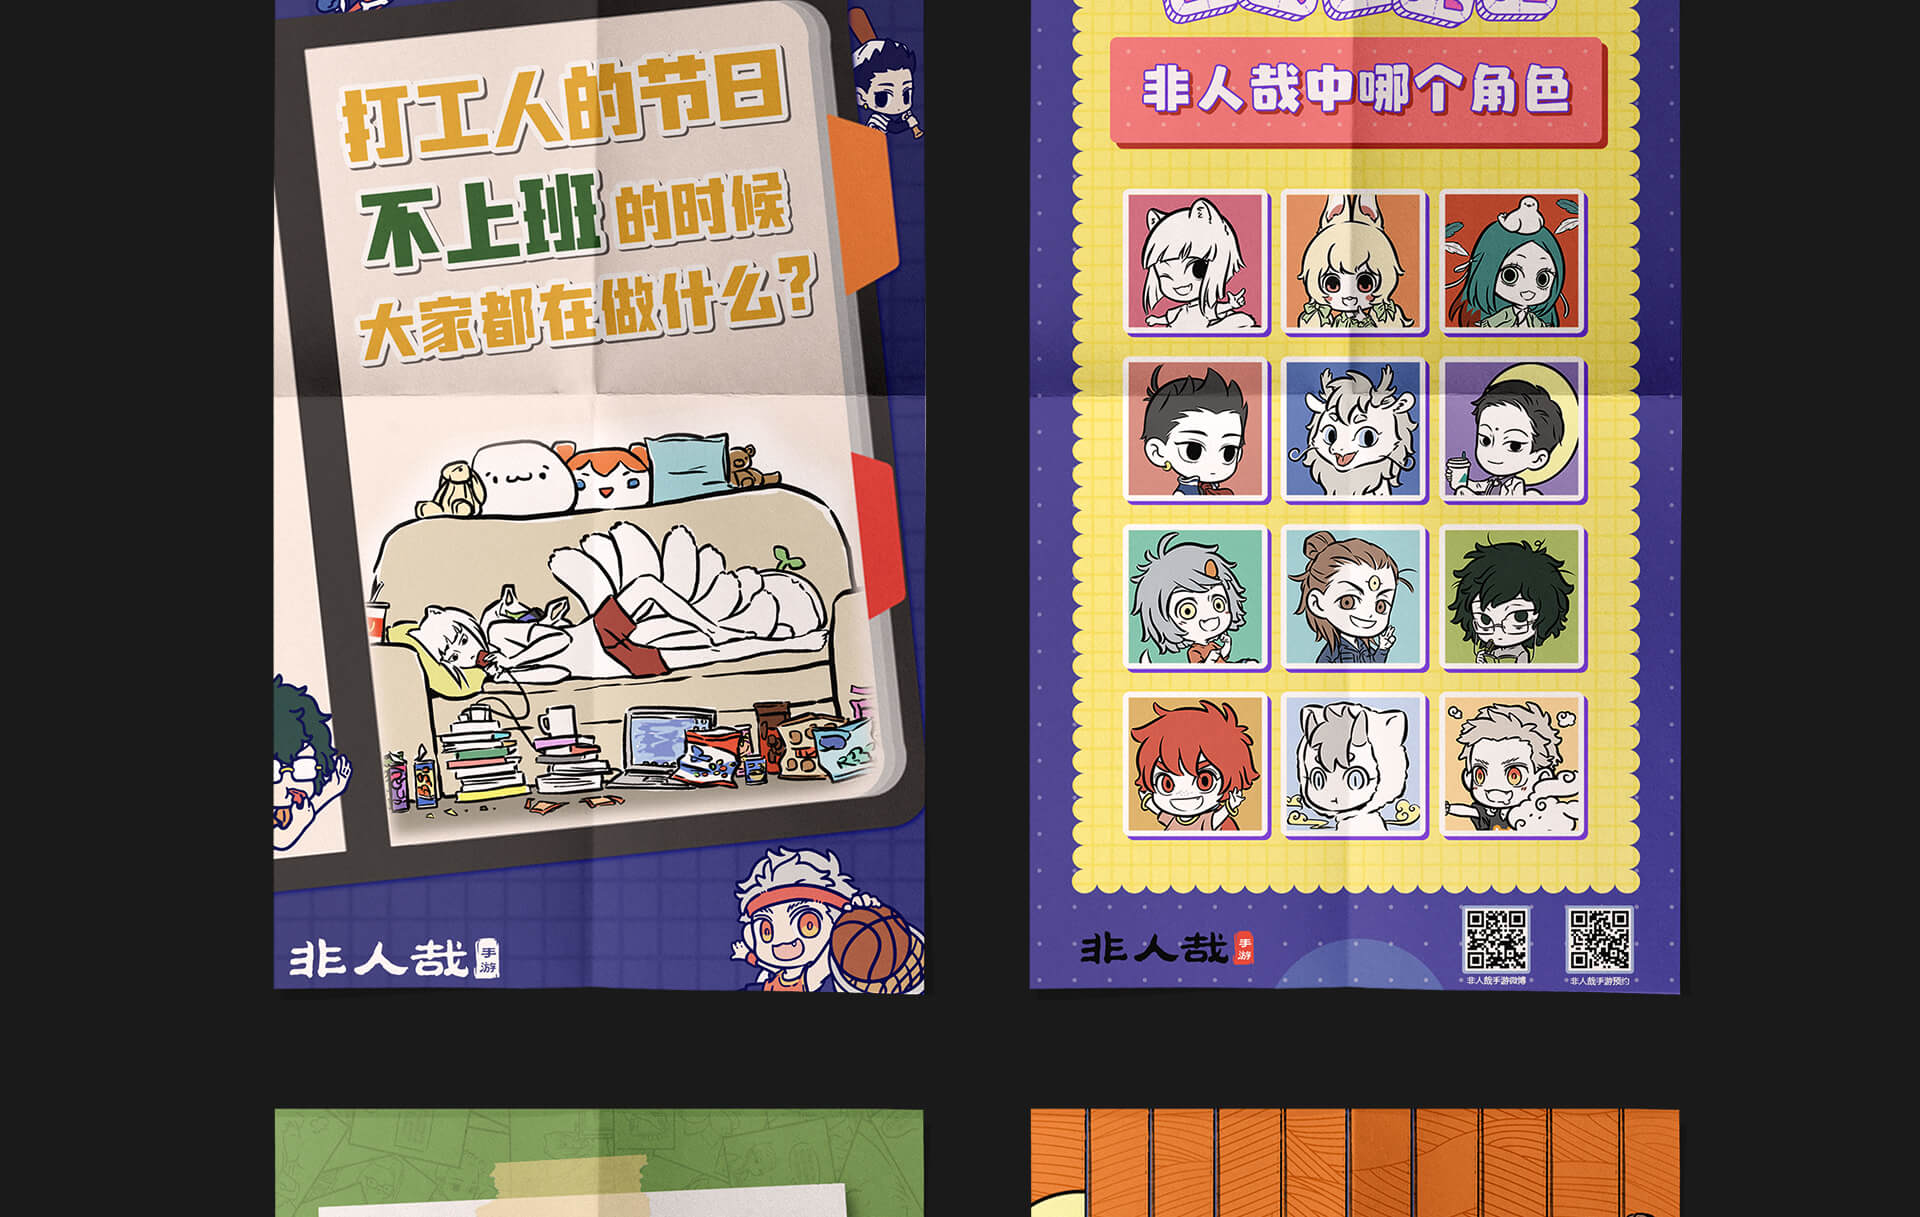 打工人的节日
不上班的时候
大家都在做什么?
非人哉手游
非人哉中哪个角色
非人哉手游
非人哉手游微博
非人哉手游预约